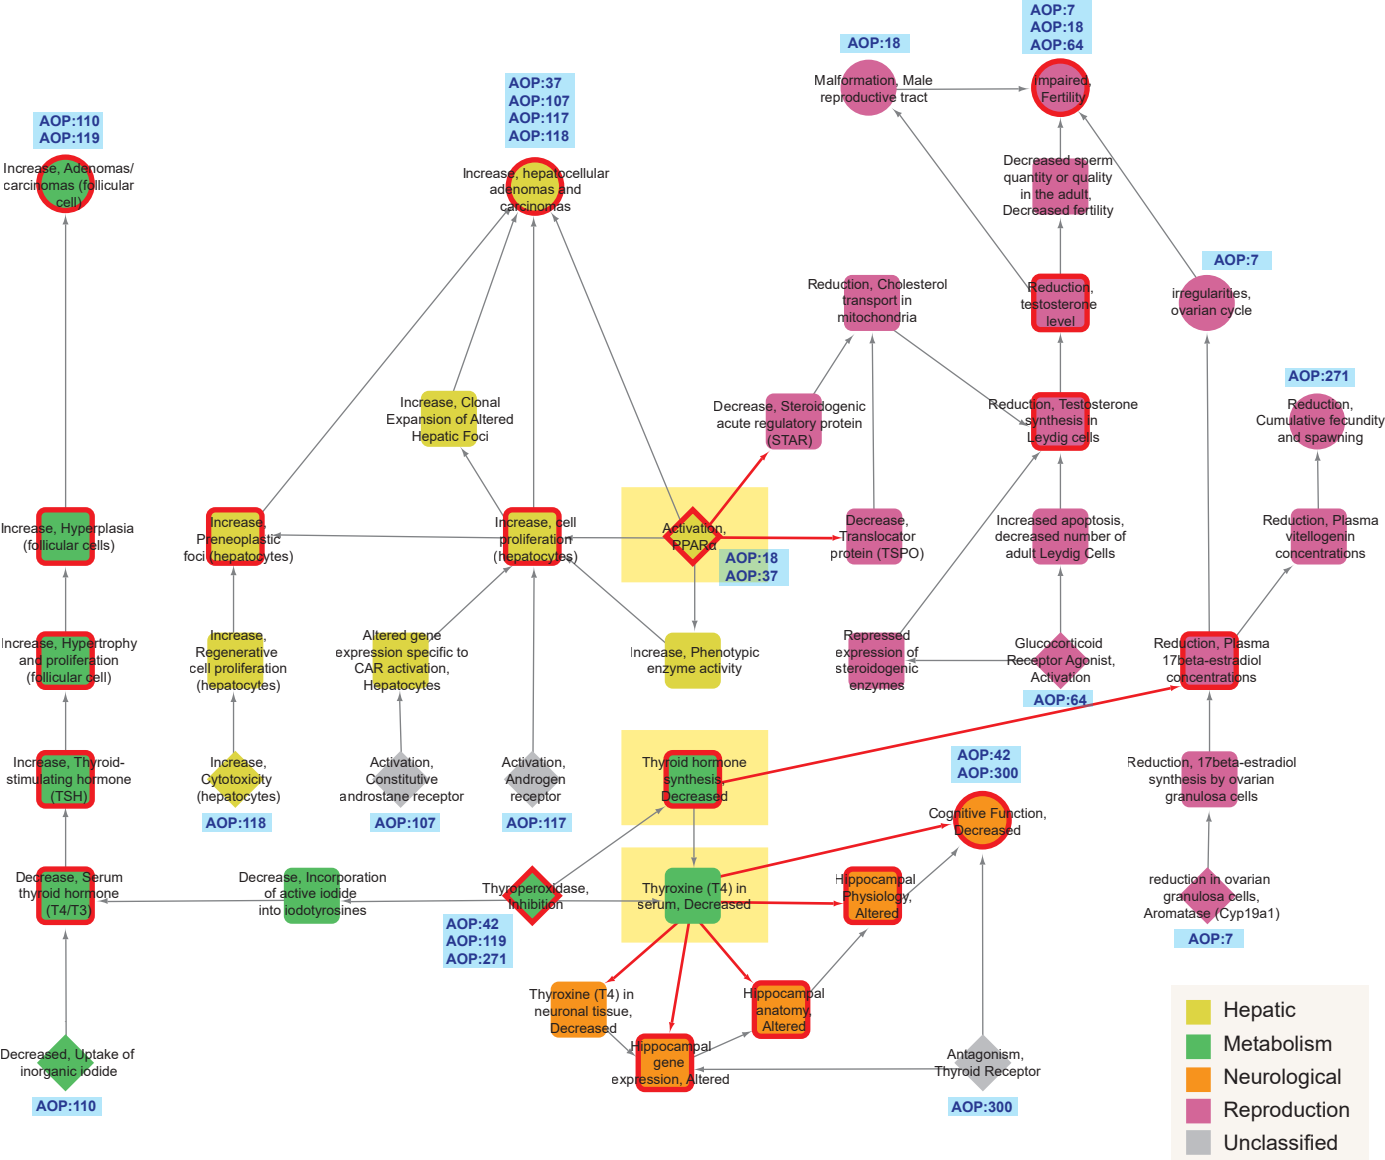 AOP:7
AOP:18
AOP:64
AOP:18
Malformation, Male
reproductive tract
Impaired,
Fertility
AOP:37
AOP:107
AOP:117
AOP:118
AOP:110
AOP:119
Increase, Adenomas/
carcinomas (follicular
cell)
Increase, hepatocellular
adenomas and
carcinomas
Decreased sperm
quantity or quality
in the adult,
Decreased fertility
AOP:7
irregularities,
ovarian cycle
Reduction, Cholesterol
transport in
mitochondria
Reduction,
testosterone
level
AOP:271
Reduction,
Cumulative fecundity
and spawning
Increase, Clonal
Expansion of Altered
Hepatic Foci
Decrease, Steroidogenic
acute regulatory protein
(STAR)
Reduction, Testosterone
synthesis in
Leydig cells
Increase, Hyperplasia
(follicular cells)
Increase,
Preneoplastic
foci (hepatocytes)
Increase, cell
proliferation
(hepatocytes)
Activation,
PPARα
AOP:18
AOP:37
Decrease,
Translocator
protein (TSPO)
Increased apoptosis,
decreased number of
adult Leydig Cells
Reduction, Plasma
vitellogenin
concentrations
Increase, Hypertrophy
and proliferation
(follicular cell)
Increase,
Regenerative
cell proliferation
(hepatocytes)
Altered gene
expression specific to
CAR activation,
Hepatocytes
Increase, Phenotypic
enzyme activity
Repressed
expression of
steroidogenic
enzymes
Glucocorticoid
Receptor Agonist,
Activation
AOP:64
Reduction, Plasma
17beta-estradiol
concentrations
Increase, Thyroid-
stimulating hormone
(TSH)
Increase,
Cytotoxicity
(hepatocytes)
AOP:118
Activation,
Constitutive
androstane receptor
AOP:107
Activation,
Androgen
receptor
AOP:117
Thyroid hormone
synthesis,
Decreased
AOP:42
AOP:300
Cognitive Function,
Decreased
Reduction, 17beta-estradiol
synthesis by ovarian
granulosa cells
Decrease, Serum
thyroid hormone
(T4/T3)
Decrease, Incorporation
of active iodide
into iodotyrosines
Thyroperoxidase,
Inhibition
AOP:42
AOP:119
AOP:271
Thyroxine (T4) in
serum, Decreased
Hippocampal
Physiology,
Altered
reduction in ovarian
granulosa cells,
Aromatase (Cyp19a1)
AOP:7
Thyroxine (T4) in
neuronal tissue,
Decreased
Hippocampal
anatomy,
Altered
Hippocampal
gene
expression, Altered
Decreased, Uptake of
inorganic iodide
AOP:110
Antagonism,
Thyroid Receptor
AOP:300
Hepatic
Metabolism
Neurological
Reproduction
Unclassified